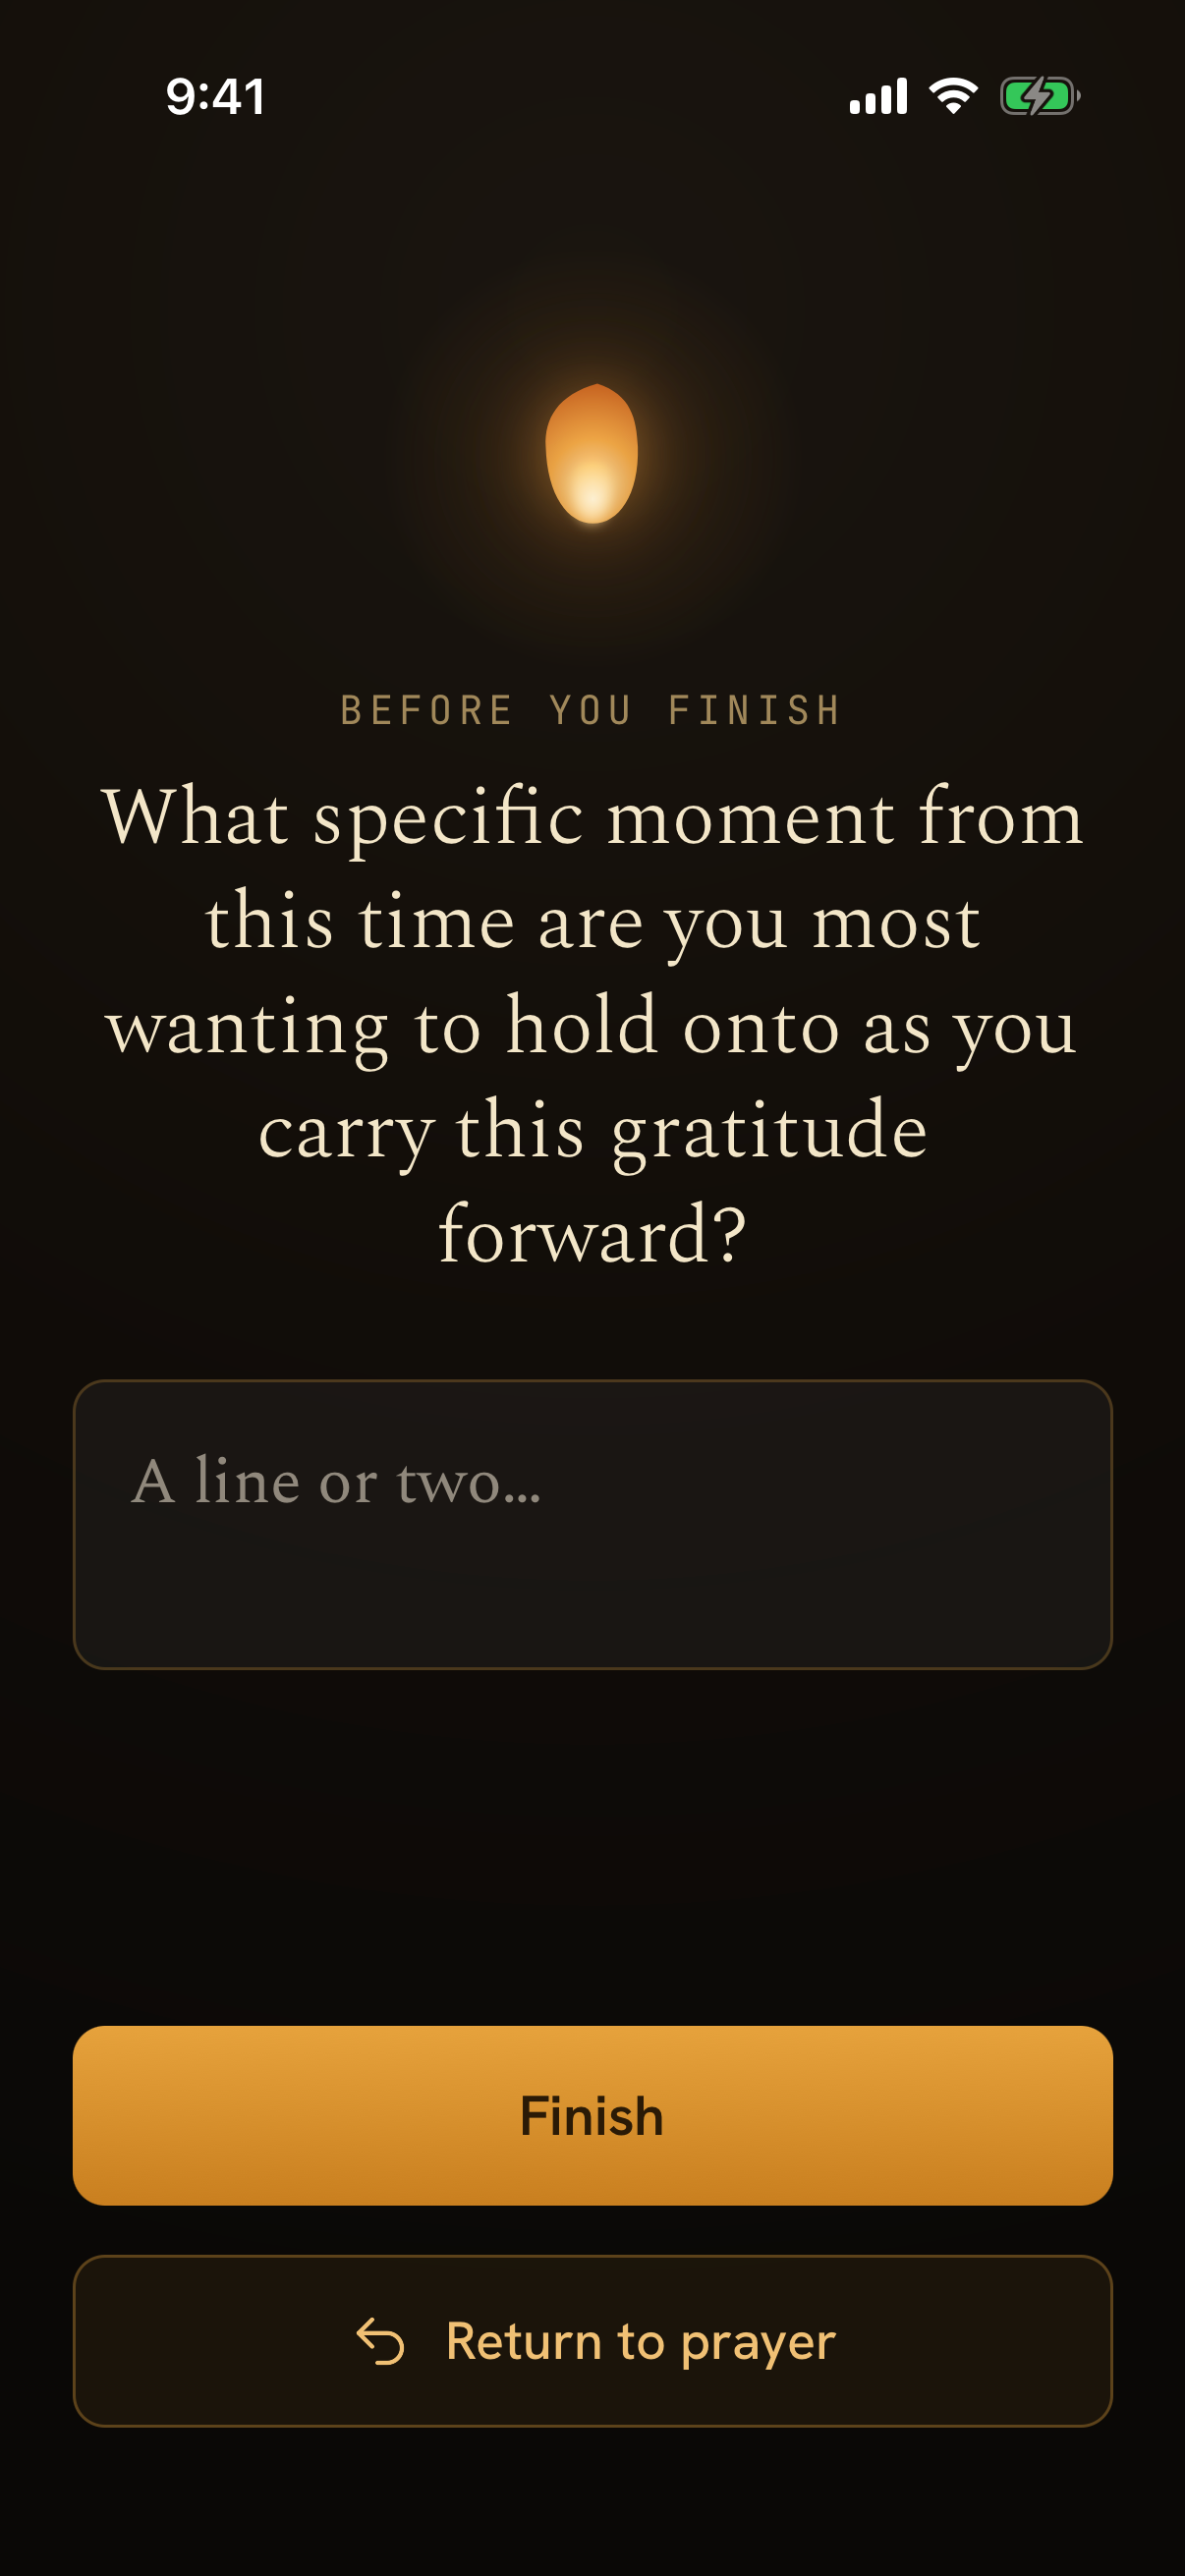 9:41
BEFORE YOU FINISH
What specific moment from
this time are you most
wanting to hold onto as you
carry this gratitude
forward?
A line or two...
Finish
Return to prayer